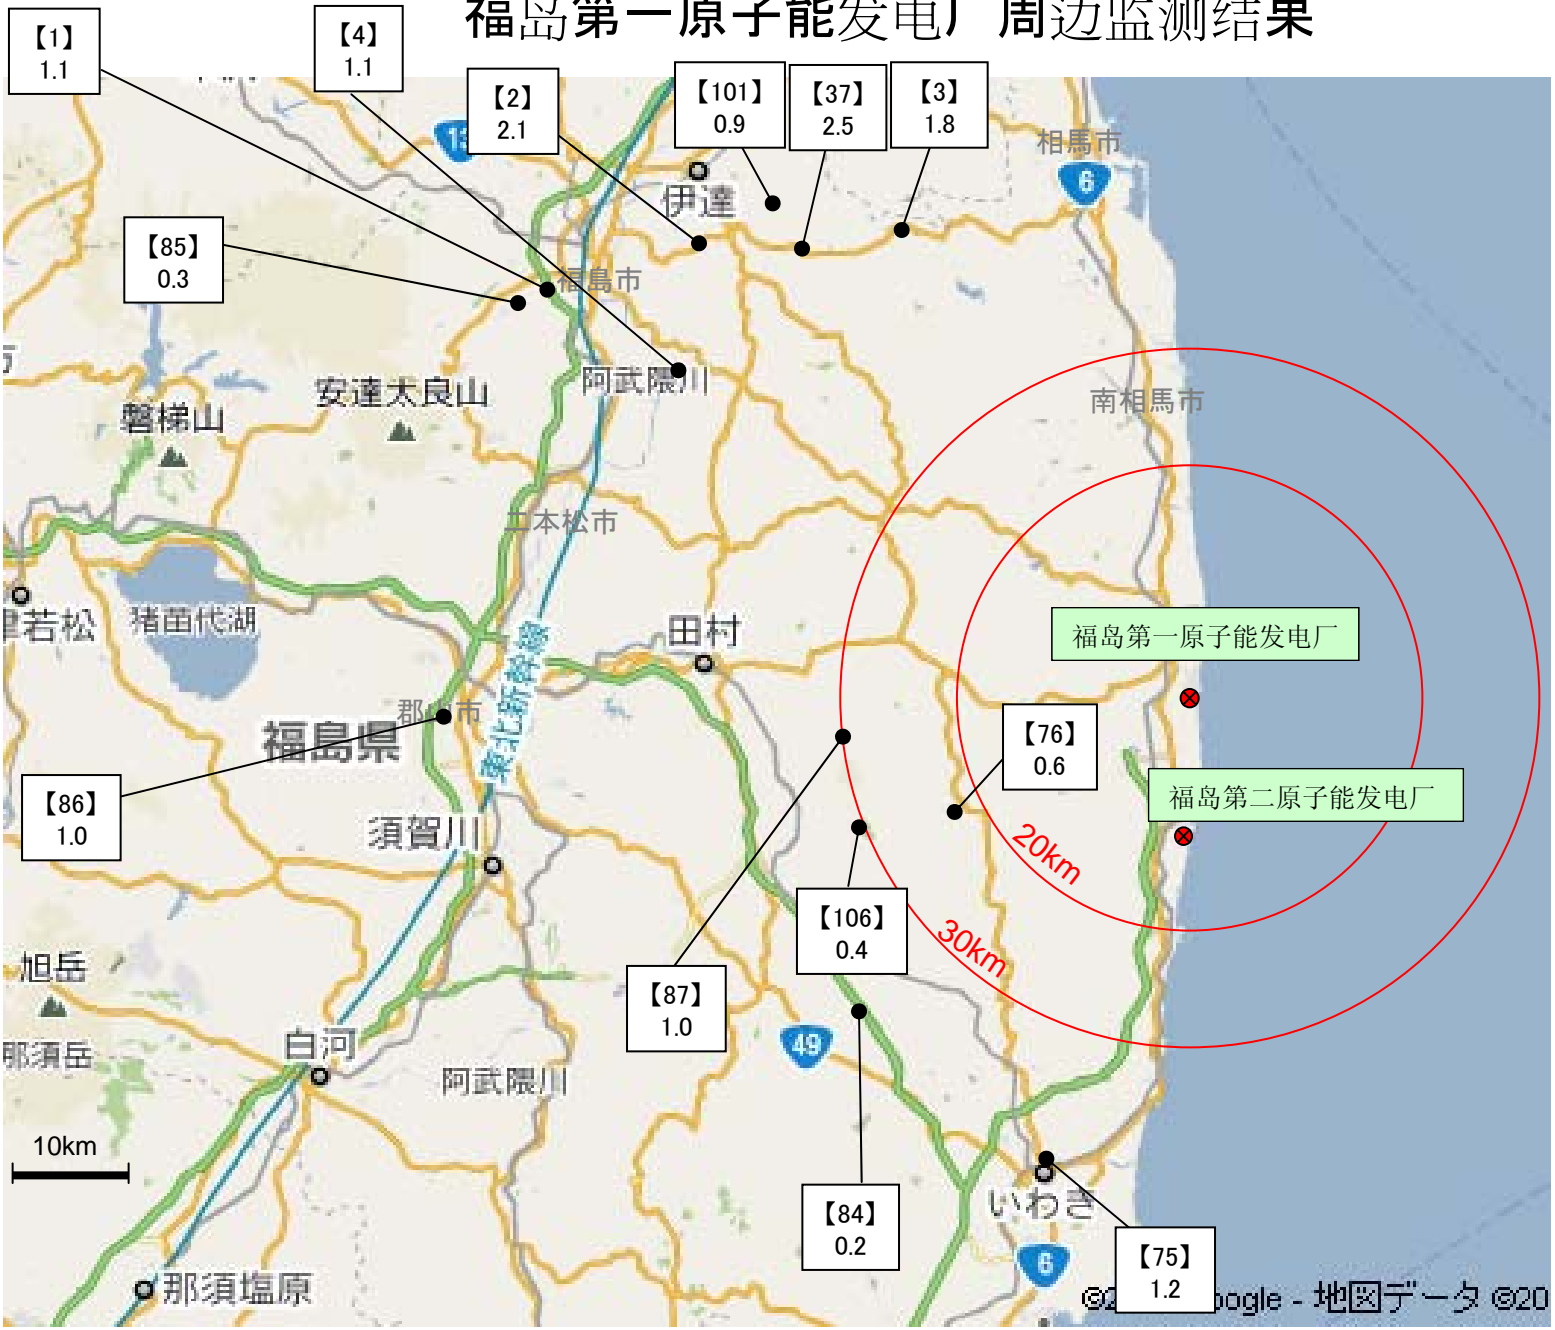 福岛第一原子能发电厂 周边监测结果
【1】
1.1
【4】
1.1
【2】
2.1
【101】
0.9
【37】
2.5
【3】
1.8
相馬市
6
伊達
【85】
0.3
福島市
阿武隈川
安達太良山
磐梯山
南相馬市
二本松市
猪苗代湖
若松
田村
福岛第一原子能发电厂
東北新幹線
郡山市
福島県
【76】
0.6
【86】
1.0
福岛第二原子能发电厂
須賀川
20km
【106】
0.4
30km
旭岳
【87】
1.0
白河
那須岳
49
阿武隈川
10km
いわき
【84】
0.2
6
【75】
1.2
那須塩原
ogle - 地図データ ©20